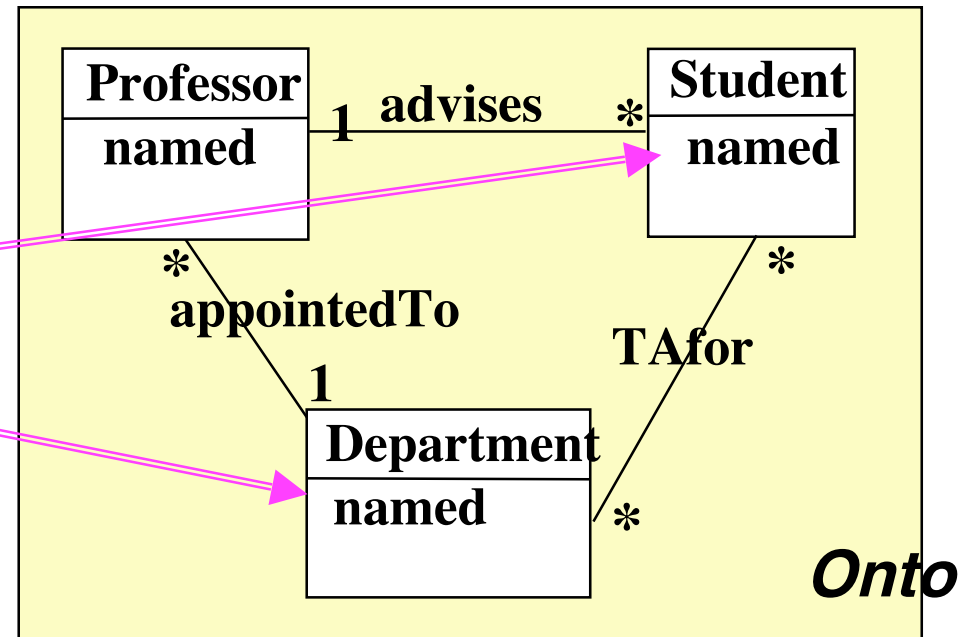 Professor
named
1
advises
*
Student
named
*
appointedTo
1
*
TAfor
Department
named
*
Onto